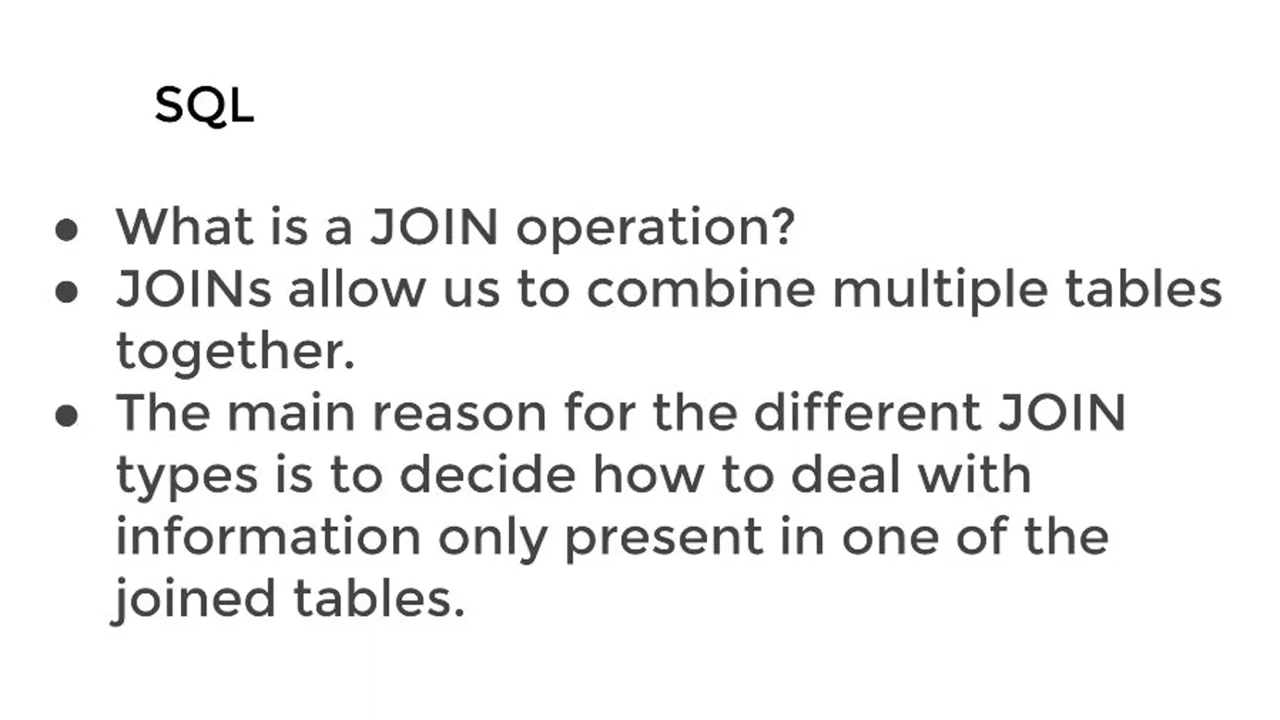 SQL
● What is a JOIN operation?
● JOINs allow us to combine multiple tables
together.
● The main reason for the different JOIN
types is to decide how to deal with
information only present in one of the
joined tables.